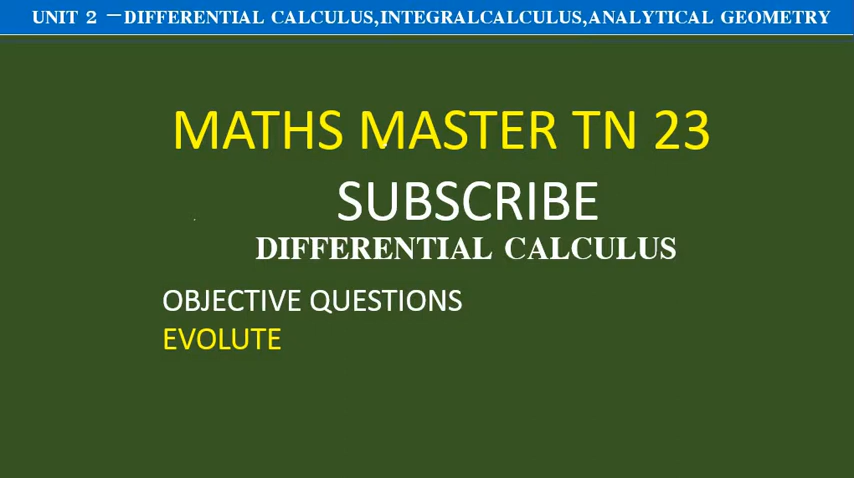 UNIT 2 –DIFFERENTIAL CALCULUS,INTEGRALCALCULUS,ANALYTICAL GEOMETRY
MATHS MASTER TN 23
SUBSCRIBE
DIFFERENTIAL CALCULUS
OBJECTIVE QUESTIONS
EVOLUTE